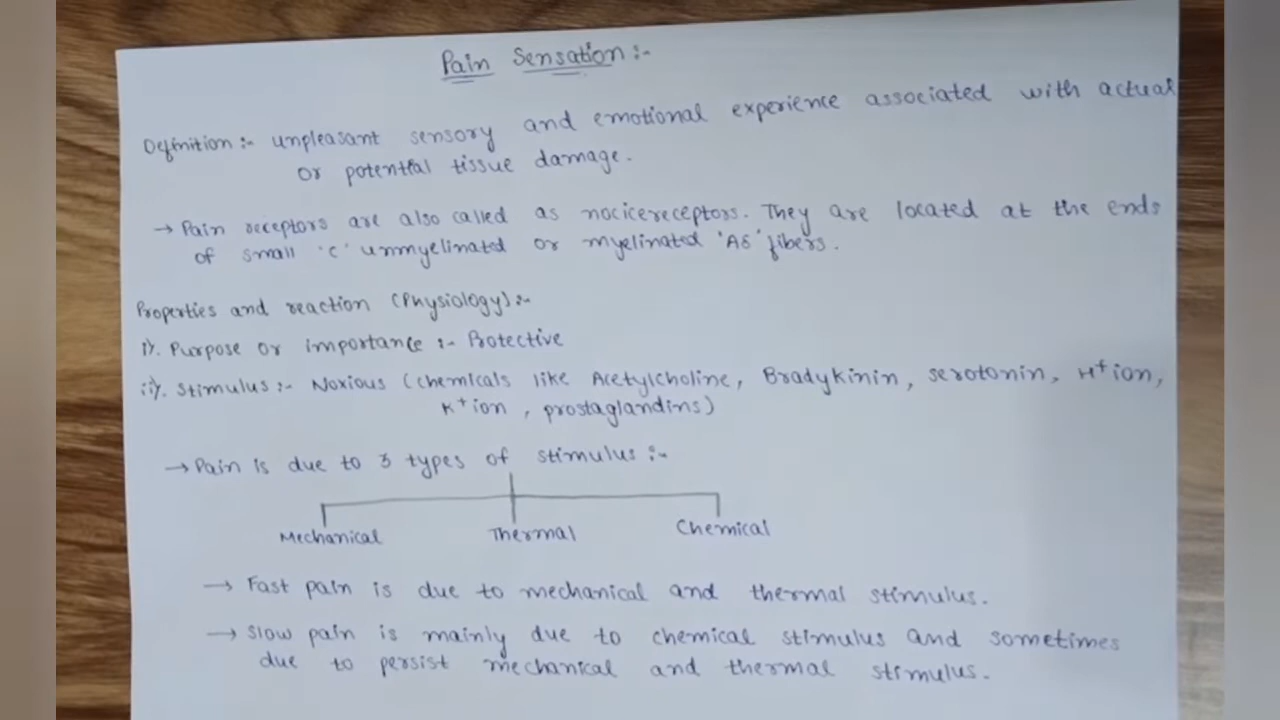 Pain Sensation :-
Definition :- unpleasant sensory and emotional experience associated with actual
or potential tissue damage.
→ Pain receptors are also called as nocicereceptors. They are located at the ends
of small 'c' unmyelinated or myelinated 'Aδ' fibers.
Properties and reaction (Physiology) :-
i). Purpose or importance :- Protective
ii). Stimulus :- Noxious (chemicals like Acetylcholine, Bradykinin, serotonin, H⁺ion,
K⁺ion, prostaglandins)
→ Pain is due to 3 types of stimulus :-
Mechanical Thermal Chemical
→ Fast pain is due to mechanical and thermal stimulus.
→ Slow pain is mainly due to chemical stimulus and sometimes
due to persist mechanical and thermal stimulus.